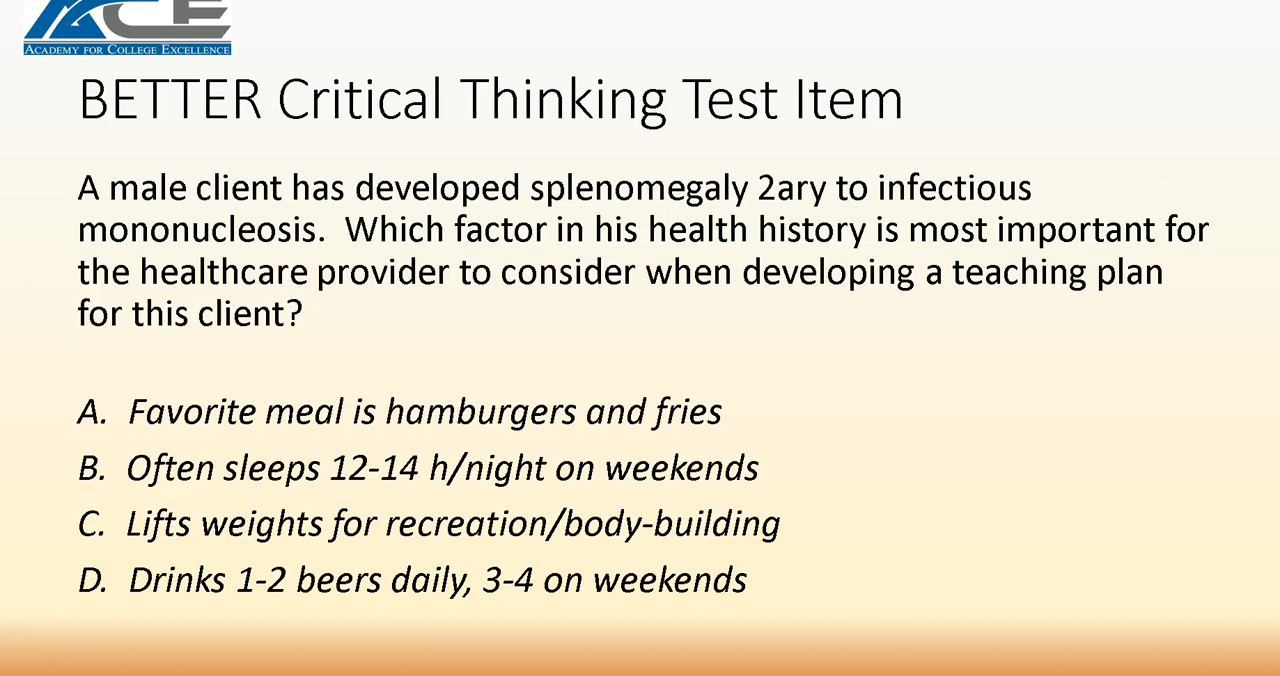 ACE
ACADEMY FOR COLLEGE EXCELLENCE
BETTER Critical Thinking Test Item
A male client has developed splenomegaly 2ary to infectious
mononucleosis.  Which factor in his health history is most important for
the healthcare provider to consider when developing a teaching plan
for this client?
A.  Favorite meal is hamburgers and fries
B.  Often sleeps 12-14 h/night on weekends
C.  Lifts weights for recreation/body-building
D.  Drinks 1-2 beers daily, 3-4 on weekends